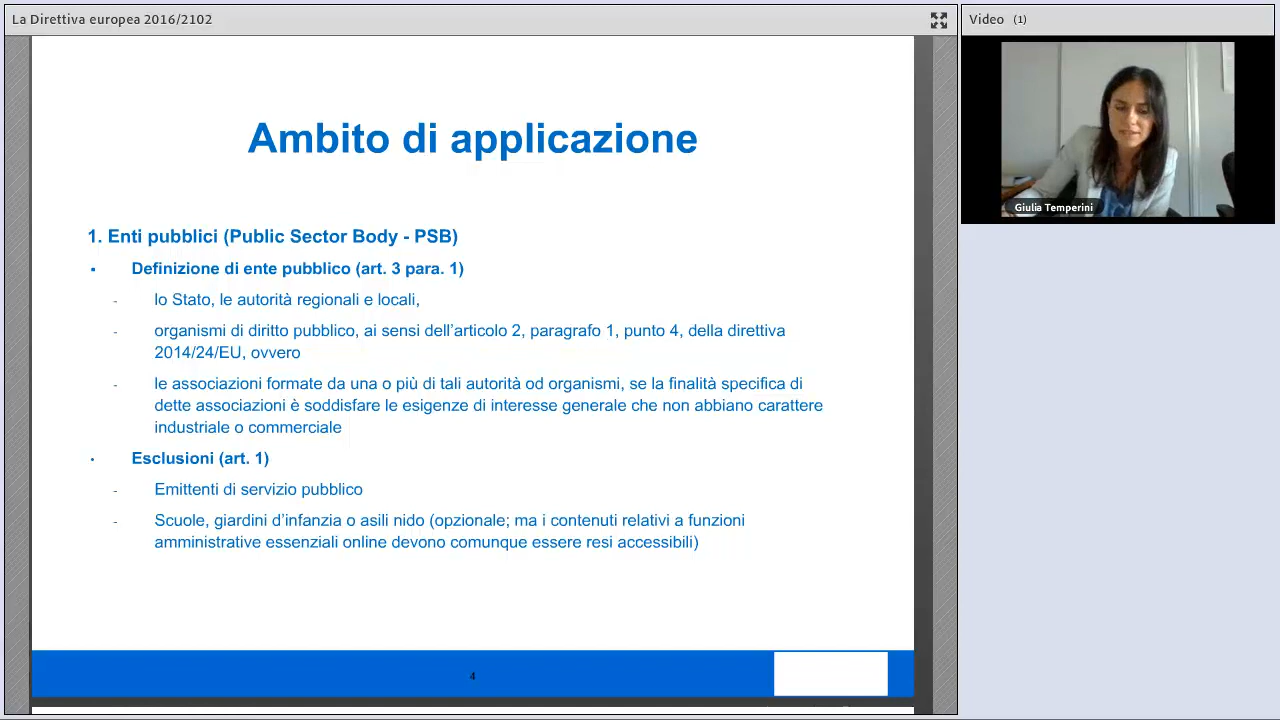 La Direttiva europea 2016/2102
Video (1)
Ambito di applicazione
1. Enti pubblici (Public Sector Body - PSB)
• Definizione di ente pubblico (art. 3 para. 1)
- lo Stato, le autorità regionali e locali,
- organismi di diritto pubblico, ai sensi dell’articolo 2, paragrafo 1, punto 4, della direttiva
2014/24/EU, ovvero
- le associazioni formate da una o più di tali autorità od organismi, se la finalità specifica di
dette associazioni è soddisfare le esigenze di interesse generale che non abbiano carattere
industriale o commerciale
• Esclusioni (art. 1)
- Emittenti di servizio pubblico
- Scuole, giardini d’infanzia o asili nido (opzionale; ma i contenuti relativi a funzioni
amministrative essenziali online devono comunque essere resi accessibili)
4
Giulia Temperini